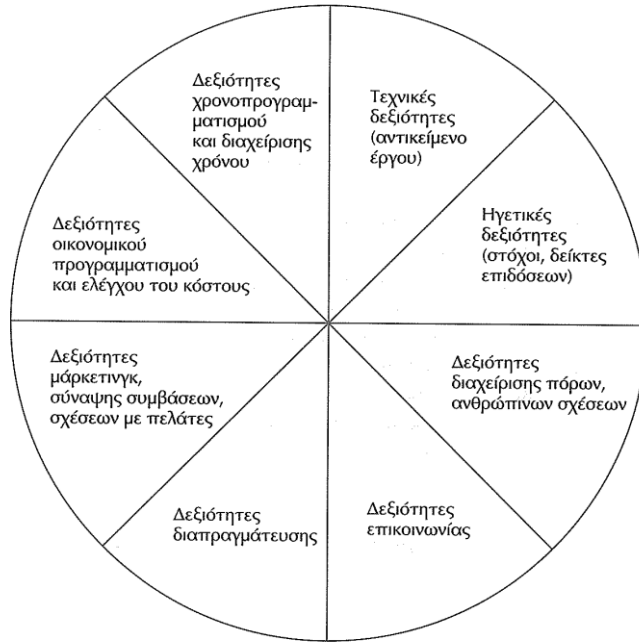 Δεξιότητες
χρονοπρογραμ-
ματισμού
και διαχείρισης
χρόνου
Τεχνικές
δεξιότητες
(αντικείμενο
έργου)
Ηγετικές
δεξιότητες
(στόχοι, δείκτες
επιδόσεων)
Δεξιότητες
διαχείρισης πόρων,
ανθρώπινων σχέσεων
Δεξιότητες
επικοινωνίας
Δεξιότητες
διαπραγμάτευσης
Δεξιότητες
μάρκετινγκ,
σύναψης συμβάσεων,
σχέσεων με πελάτες
Δεξιότητες
οικονομικού
προγραμματισμού
και ελέγχου του κόστους